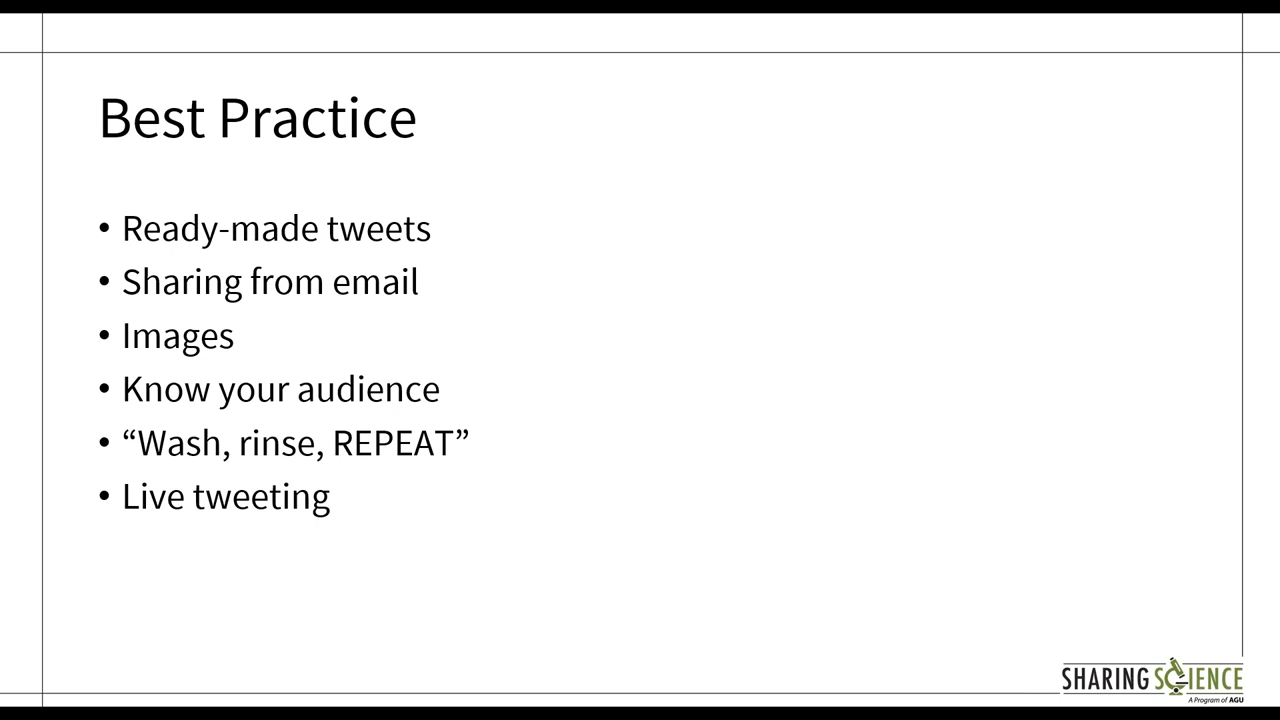 Best Practice
• Ready-made tweets
• Sharing from email
• Images
• Know your audience
• “Wash, rinse, REPEAT”
• Live tweeting
SHARING SCIENCE
A Program of AGU